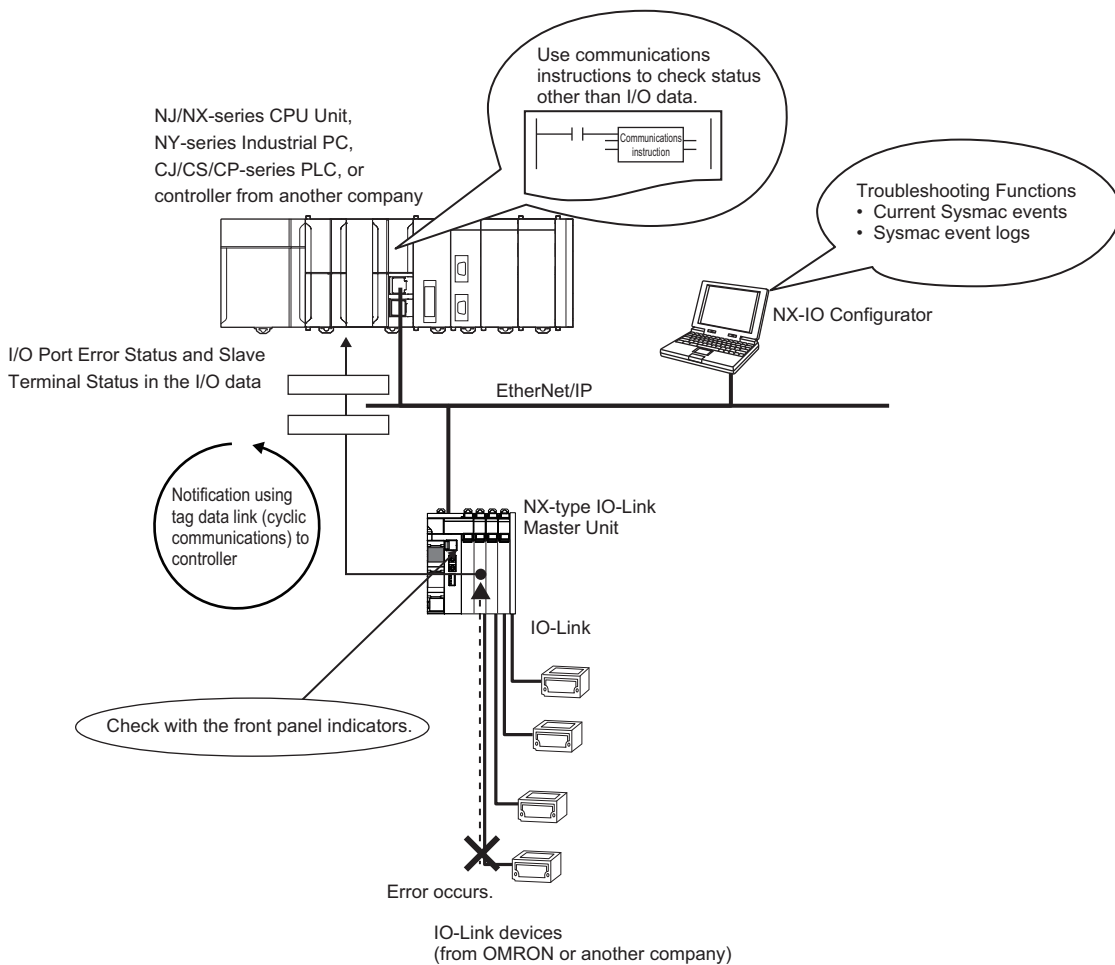 Use communications
instructions to check status
other than I/O data.
Communications
instruction
NJ/NX-series CPU Unit,
NY-series Industrial PC,
CJ/CS/CP-series PLC, or
controller from another company
Troubleshooting Functions
• Current Sysmac events
• Sysmac event logs
NX-IO Configurator
I/O Port Error Status and Slave
Terminal Status in the I/O data
EtherNet/IP
Notification using
tag data link (cyclic
communications) to
controller
NX-type IO-Link
Master Unit
IO-Link
Check with the front panel indicators.
Error occurs.
IO-Link devices
(from OMRON or another company)